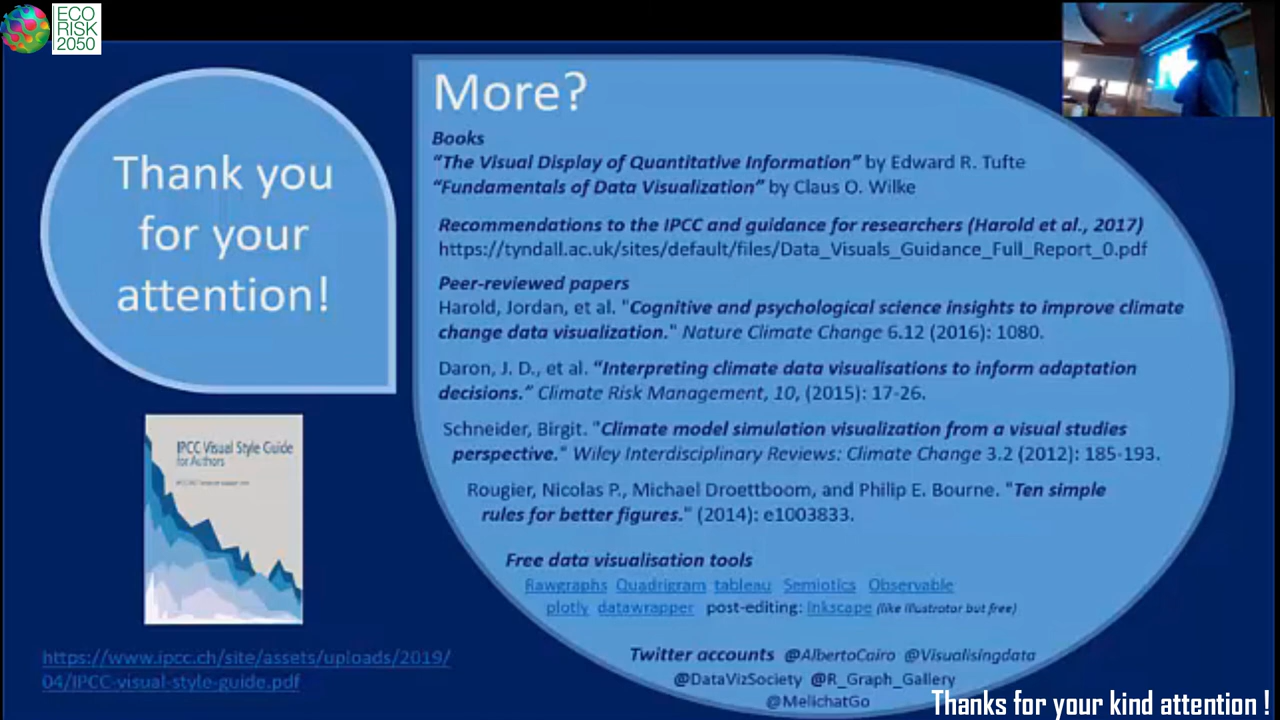 ECO
RISK
2050
Thank you
for your
attention!
IPCC Visual Style Guide
for Authors
https://www.ipcc.ch/site/assets/uploads/2019/
04/IPCC-visual-style-guide.pdf
More?
Books
“The Visual Display of Quantitative Information” by Edward R. Tufte
“Fundamentals of Data Visualization” by Claus O. Wilke
Recommendations to the IPCC and guidance for researchers (Harold et al., 2017)
https://tyndall.ac.uk/sites/default/files/Data_Visuals_Guidance_Full_Report_0.pdf
Peer-reviewed papers
Harold, Jordan, et al. "Cognitive and psychological science insights to improve climate
change data visualization." Nature Climate Change 6.12 (2016): 1080.
Daron, J. D., et al. “Interpreting climate data visualisations to inform adaptation
decisions.” Climate Risk Management, 10, (2015): 17-26.
Schneider, Birgit. "Climate model simulation visualization from a visual studies
perspective." Wiley Interdisciplinary Reviews: Climate Change 3.2 (2012): 185-193.
Rougier, Nicolas P., Michael Droettboom, and Philip E. Bourne. "Ten simple
rules for better figures." (2014): e1003833.
Free data visualisation tools
Rawgraphs Quadrigram tableau Semiotics Observable
plotly datawrapper post-editing: Inkscape (like illustrator but free)
Twitter accounts @AlbertoCairo @Visualisingdata
@DataVizSociety @R_Graph_Gallery
@MelichatGo
Thanks for your kind attention !